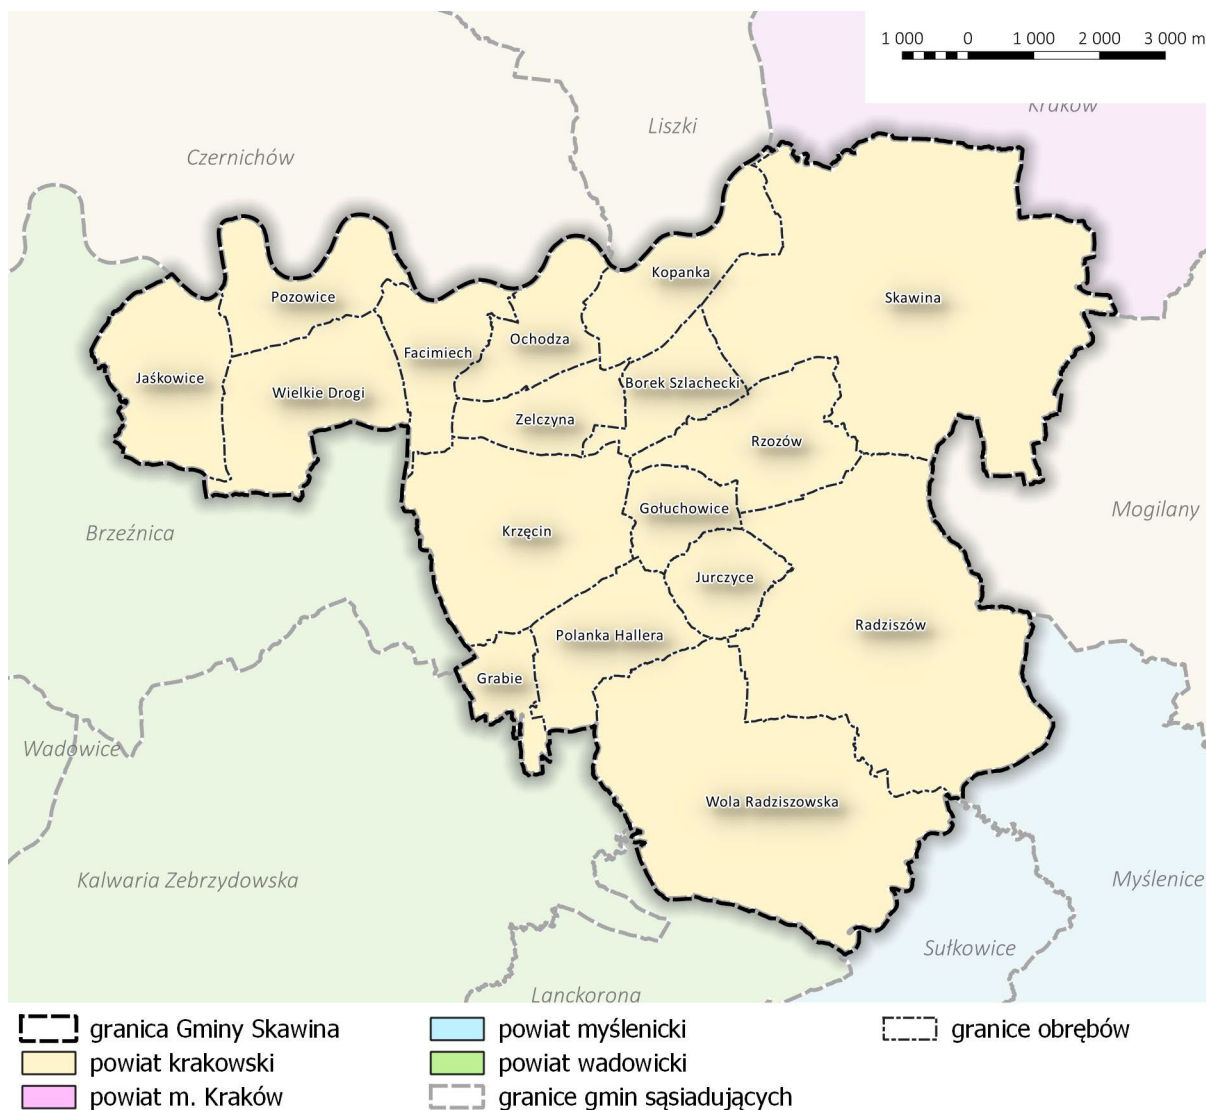 1 000 0 1 000 2 000 3 000 m
Kraków
Liszki
Czernichów
Kopanka
Pozowice
Skawina
Ochodza
Facimiech
Jaśkowice
Borek Szlachecki
Wielkie Drogi
Zelczyna
Rzozów
Gołuchowice
Mogilany
Krzęcin
Brzeźnica
Jurczyce
Radziszów
Polanka Hallera
Grabie
Wadowice
Wola Radziszowska
Kalwaria Zebrzydowska
Myślenice
Sułkowice
Lanckorona
granica Gminy Skawina
powiat krakowski
powiat m. Kraków
powiat myślenicki
powiat wadowicki
granice gmin sąsiadujących
granice obrębów